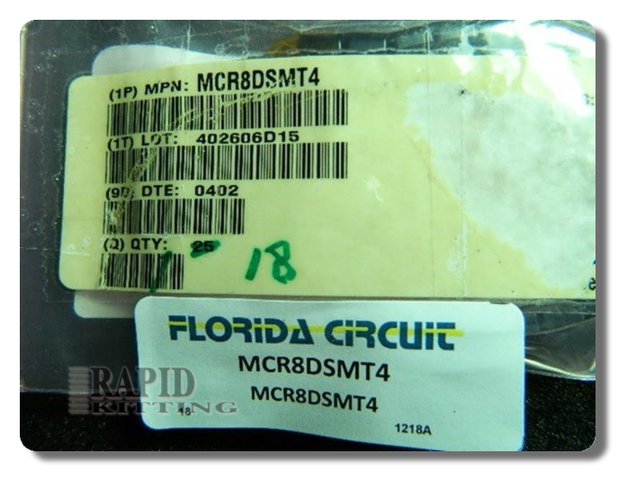 (1P) MPN: MCR8DSMT4
(1T) LOT: 402606D15
(9D) DTE: 0402
(Q) QTY: 25
18
FLORIDA CIRCUIT
MCR8DSMT4
MCR8DSMT4
18
1218A
RAPID
KITTING